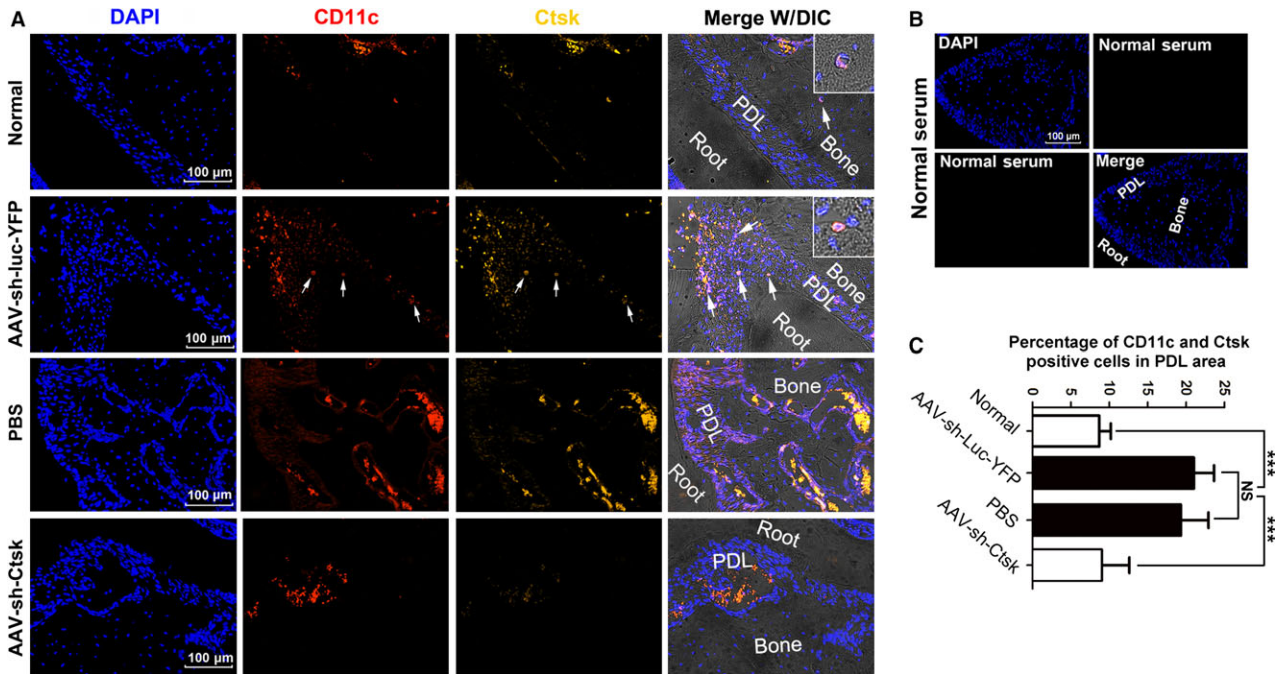 A
DAPI
CD11c
Ctsk
Merge W/DIC
Normal
100 µm
PDL
Root
Bone
AAV-sh-luc-YFP
100 µm
Bone
PDL
Root
PBS
100 µm
Bone
PDL
Root
AAV-sh-Ctsk
100 µm
Root
PDL
Bone
B
Normal serum
DAPI
100 µm
Normal serum
Normal serum
Merge
PDL
Bone
Root
C
Percentage of CD11c and Ctsk
positive cells in PDL area
0 5 10 15 20 25
Normal
AAV-sh-Luc-YFP
PBS
AAV-sh-Ctsk
***
NS
***